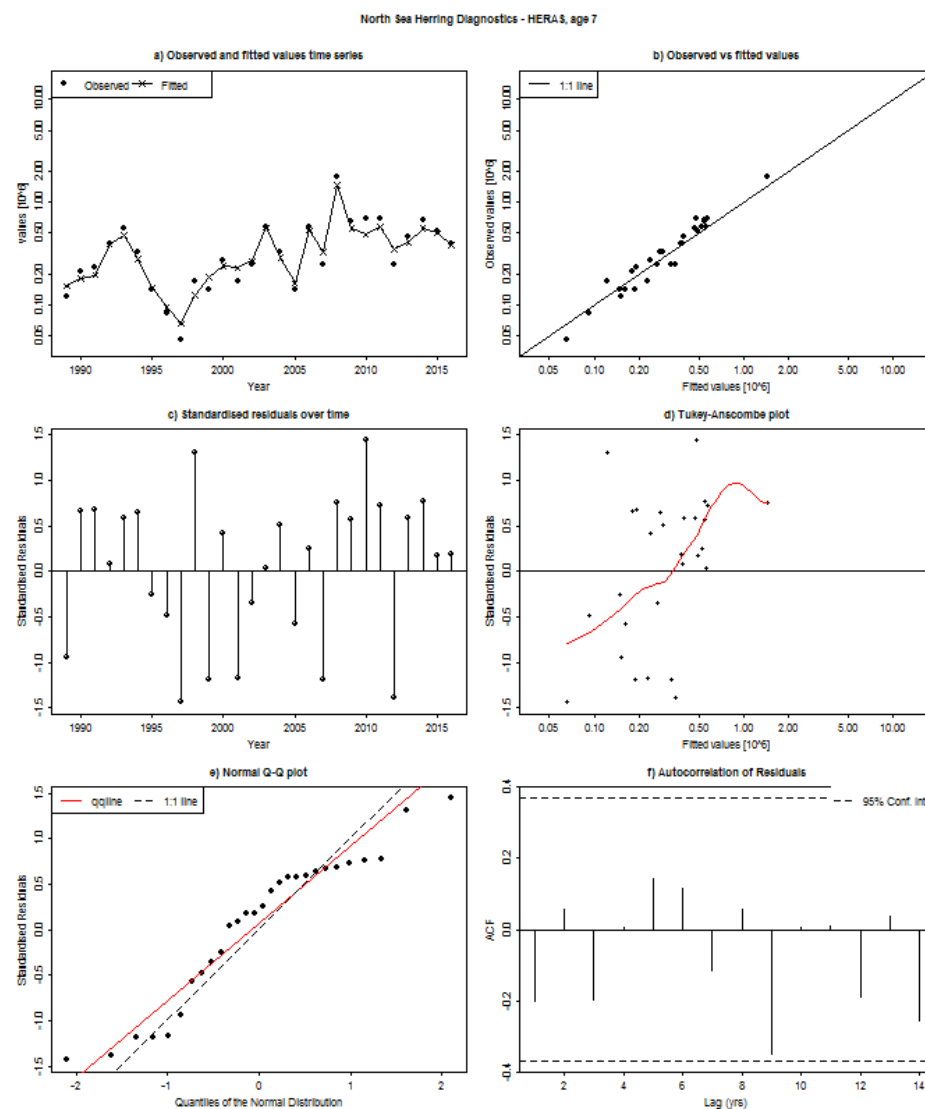 North Sea Herring Diagnostics - HERAS, age 7
a) Observed and fitted values time series
Observed Fitted
values [10^6]
0.05 0.10 0.20 0.50 1.00 2.00 5.00 10.00
1990 1995 2000 2005 2010 2015
Year
b) Observed vs fitted values
1:1 line
Observed values [10^6]
0.05 0.10 0.20 0.50 1.00 2.00 5.00 10.00
0.05 0.10 0.20 0.50 1.00 2.00 5.00 10.00
Fitted values [10^6]
c) Standardised residuals over time
Standardised Residuals
-1.5 -1.0 -0.5 0.0 0.5 1.0 1.5
1990 1995 2000 2005 2010 2015
Year
d) Tukey-Anscombe plot
Standardised Residuals
-1.5 -1.0 -0.5 0.0 0.5 1.0 1.5
0.05 0.10 0.20 0.50 1.00 2.00 5.00 10.00
Fitted values [10^6]
e) Normal Q-Q plot
qqline 1:1 line
Standardised Residuals
-1.5 -1.0 -0.5 0.0 0.5 1.0 1.5
-2 -1 0 1 2
Quantiles of the Normal Distribution
f) Autocorrelation of Residuals
95% Conf. Int
ACF
-0.4 -0.2 0.0 0.2 0.4
2 4 6 8 10 12 14
Lag (yrs)